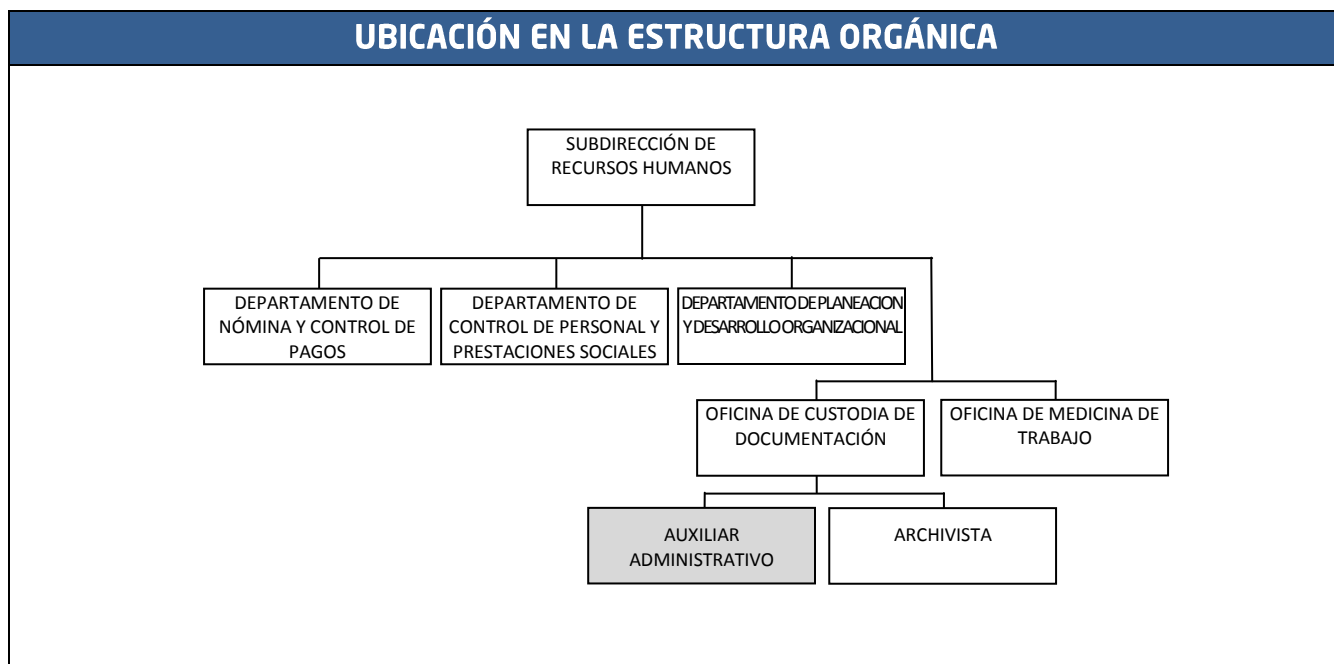 UBICACIÓN EN LA ESTRUCTURA ORGÁNICA
SUBDIRECCIÓN DE
RECURSOS HUMANOS
DEPARTAMENTO DE
NÓMINA Y CONTROL DE
PAGOS
DEPARTAMENTO DE
CONTROL DE PERSONAL Y
PRESTACIONES SOCIALES
DEPARTAMENTO DE PLANEACION
Y DESARROLLO ORGANIZACIONAL
OFICINA DE CUSTODIA DE
DOCUMENTACIÓN
OFICINA DE MEDICINA DE
TRABAJO
AUXILIAR
ADMINISTRATIVO
ARCHIVISTA